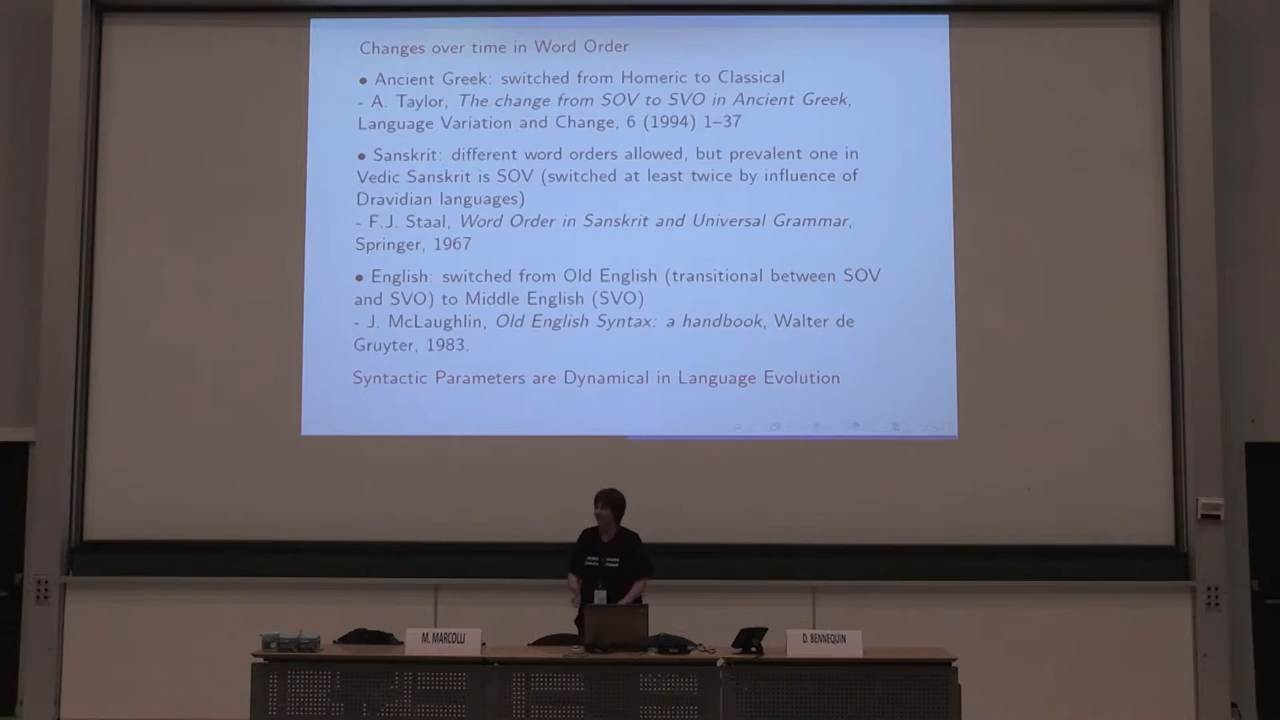 Changes over time in Word Order
• Ancient Greek: switched from Homeric to Classical
- A. Taylor, The change from SOV to SVO in Ancient Greek,
Language Variation and Change, 6 (1994) 1–37
• Sanskrit: different word orders allowed, but prevalent one in
Vedic Sanskrit is SOV (switched at least twice by influence of
Dravidian languages)
- F.J. Staal, Word Order in Sanskrit and Universal Grammar,
Springer, 1967
• English: switched from Old English (transitional between SOV
and SVO) to Middle English (SVO)
- J. McLaughlin, Old English Syntax: a handbook, Walter de
Gruyter, 1983.
Syntactic Parameters are Dynamical in Language Evolution
M. MARCOLLI
D. BENNEQUIN